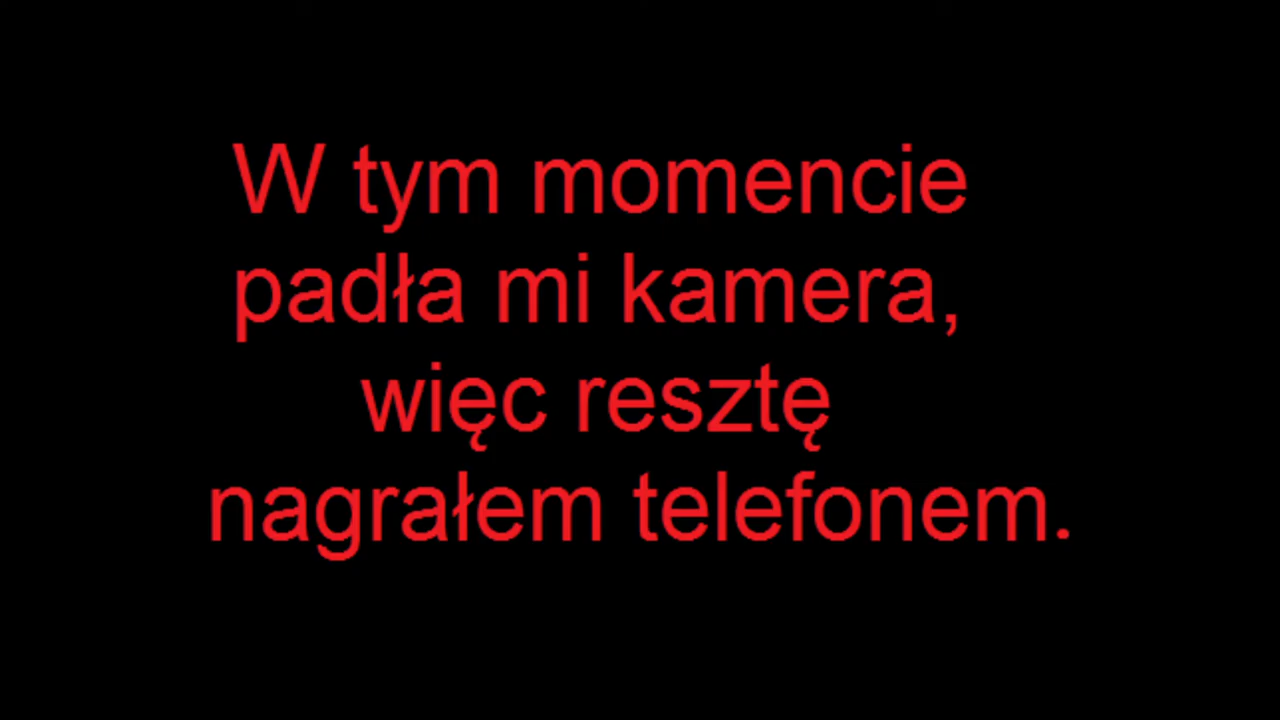 W tym momencie
padła mi kamera,
więc resztę
nagrałem telefonem.